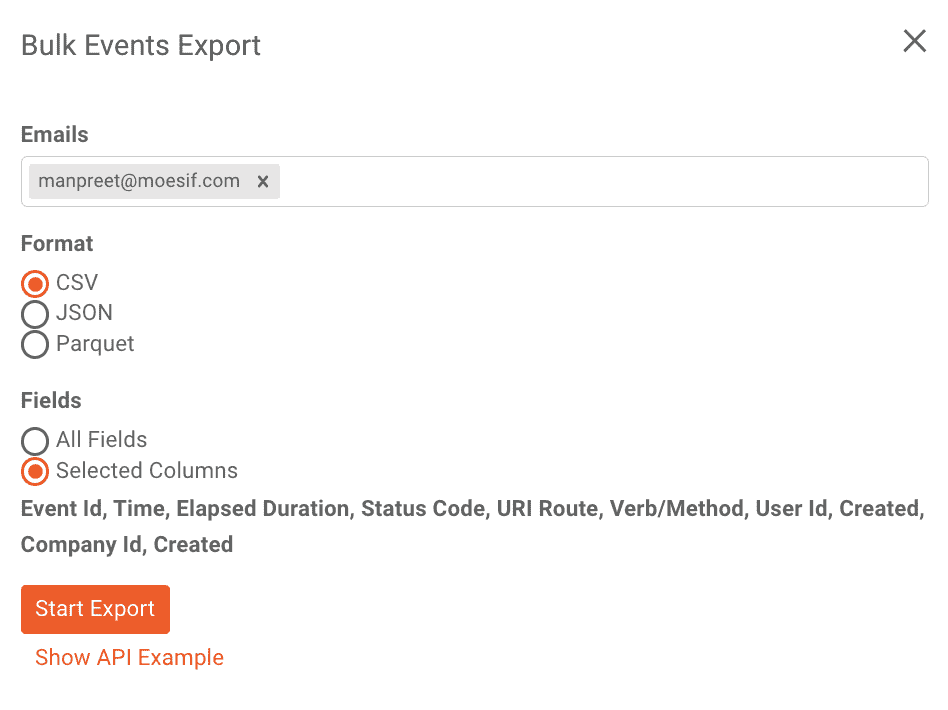 Bulk Events Export
Emails
manpreet@moesif.com x
Format
CSV
JSON
Parquet
Fields
All Fields
Selected Columns
Event Id, Time, Elapsed Duration, Status Code, URI Route, Verb/Method, User Id, Created,
Company Id, Created
Start Export
Show API Example